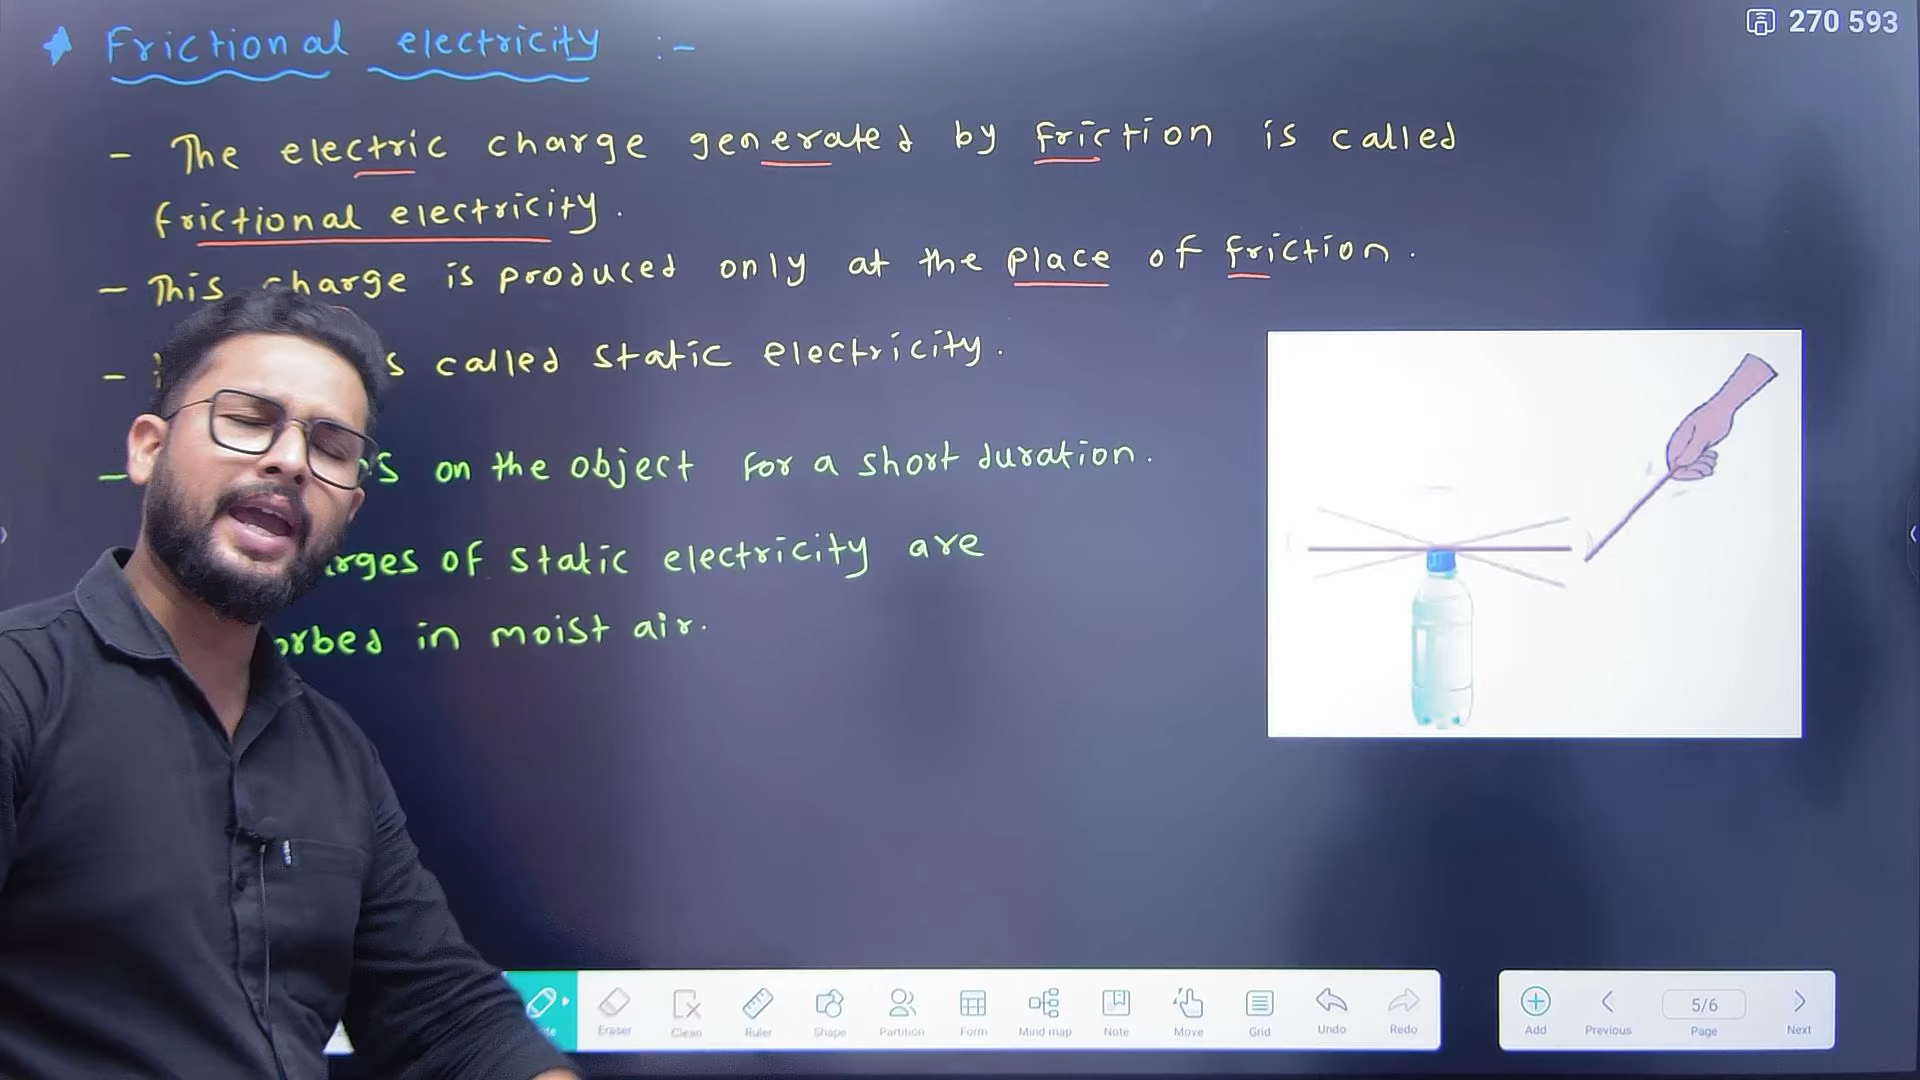 Frictional electricity :-
270 593
- The electric charge generated by friction is called
frictional electricity.
- This charge is produced only at the place of friction.
- called static electricity.
- on the object for a short duration.
of static electricity are
in moist air.
Eraser
Clean
Ruler
Shape
Partition
Form
Mind map
Note
Move
Grid
Undo
Redo
Add
Previous
5/6
Page
Next